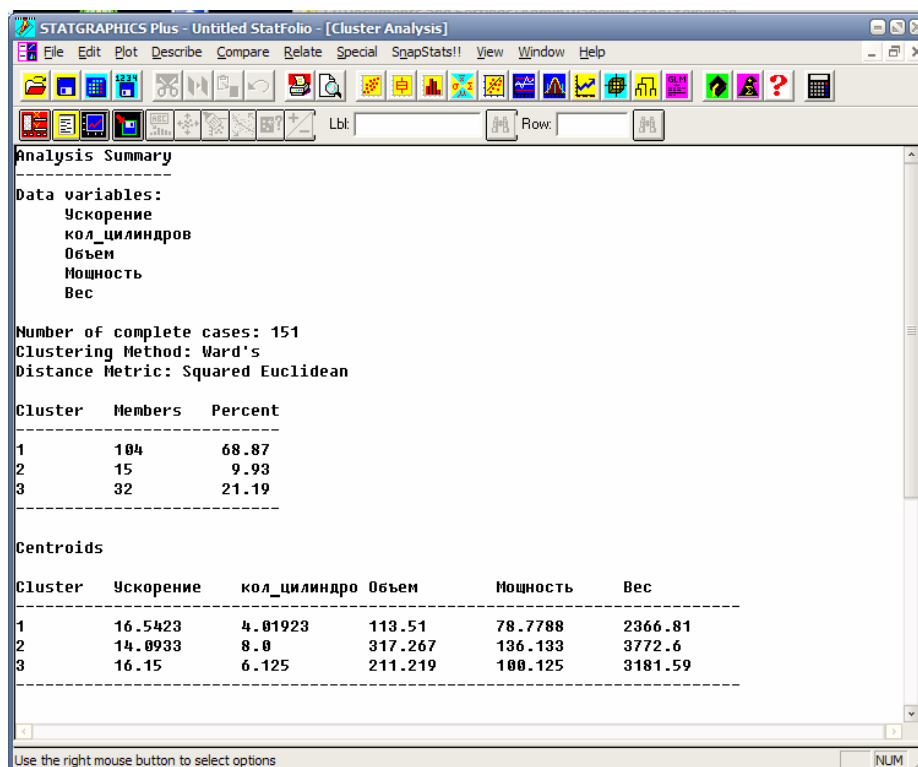 STATGRAPHICS Plus - Untitled StatFolio - [Cluster Analysis]
File Edit Plot Describe Compare Relate Special SnapStats!! View Window Help
Lbl: Row:
Analysis Summary
Data variables:
Ускорение
кол_цилиндров
Объем
Мощность
Вес
Number of complete cases: 151
Clustering Method: Ward's
Distance Metric: Squared Euclidean
Cluster Members Percent
1 104 68.87
2 15 9.93
3 32 21.19
Centroids
Cluster Ускорение кол_цилиндро Объем Мощность Вес
1 16.5423 4.01923 113.51 78.7788 2366.81
2 14.0933 8.0 317.267 136.133 3772.6
3 16.15 6.125 211.219 100.125 3181.59
Use the right mouse button to select options NUM